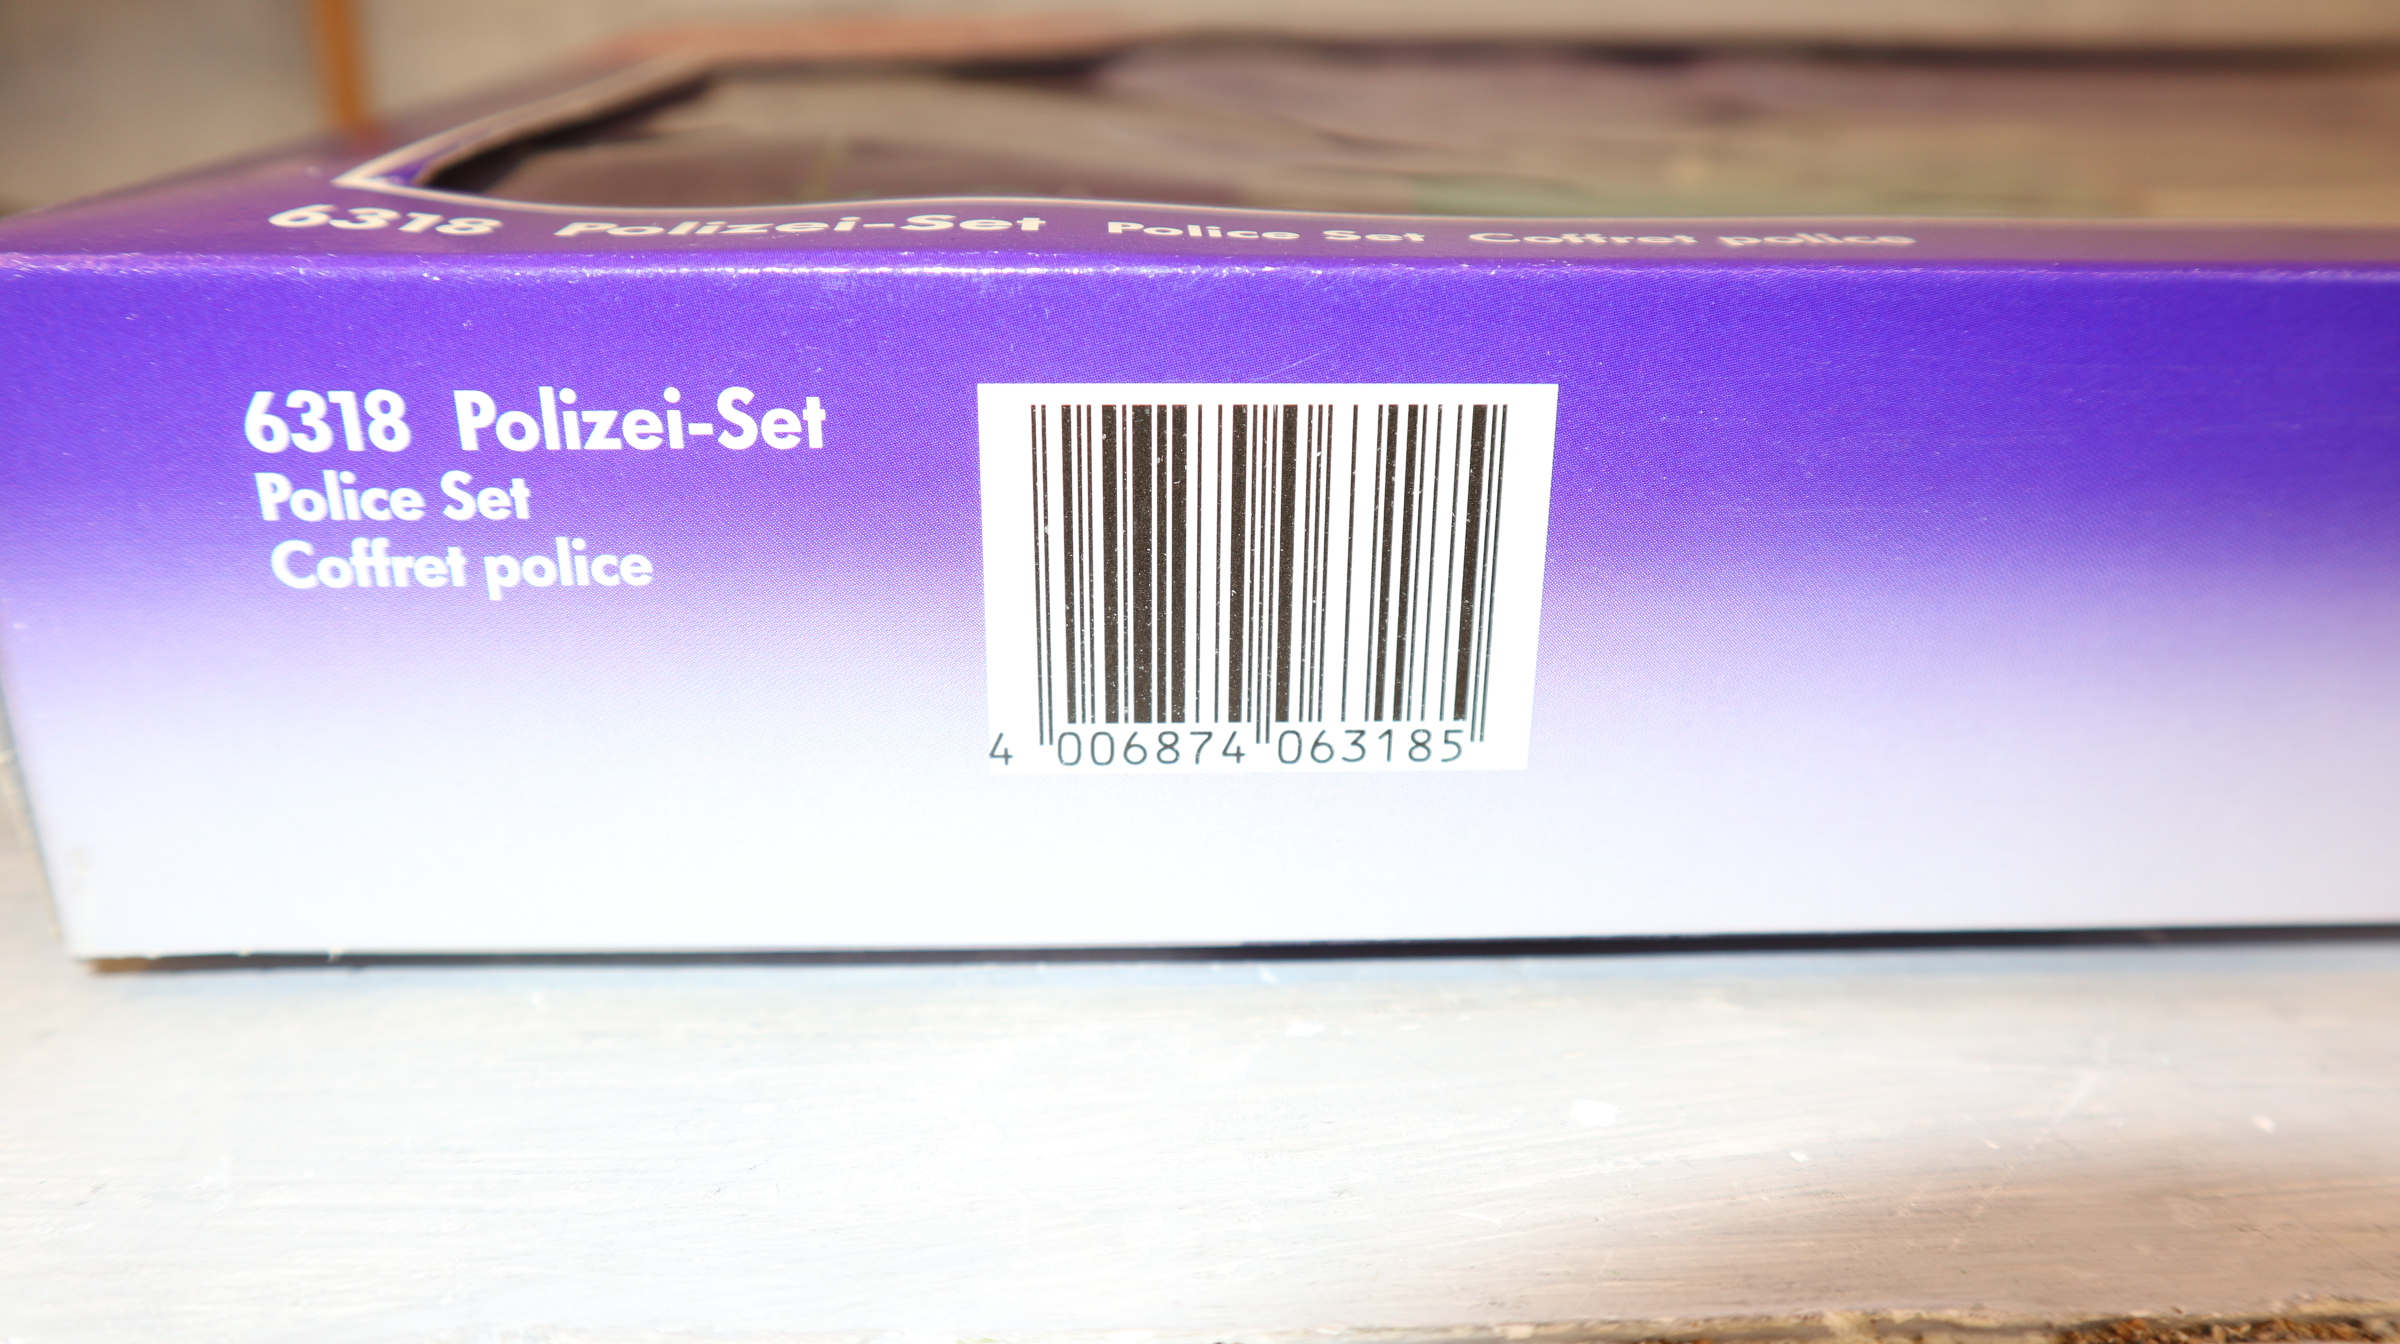 6318 Polizei-Set Police Set Coffret police
6318 Polizei-Set
Police Set
Coffret police
4 006874 063185